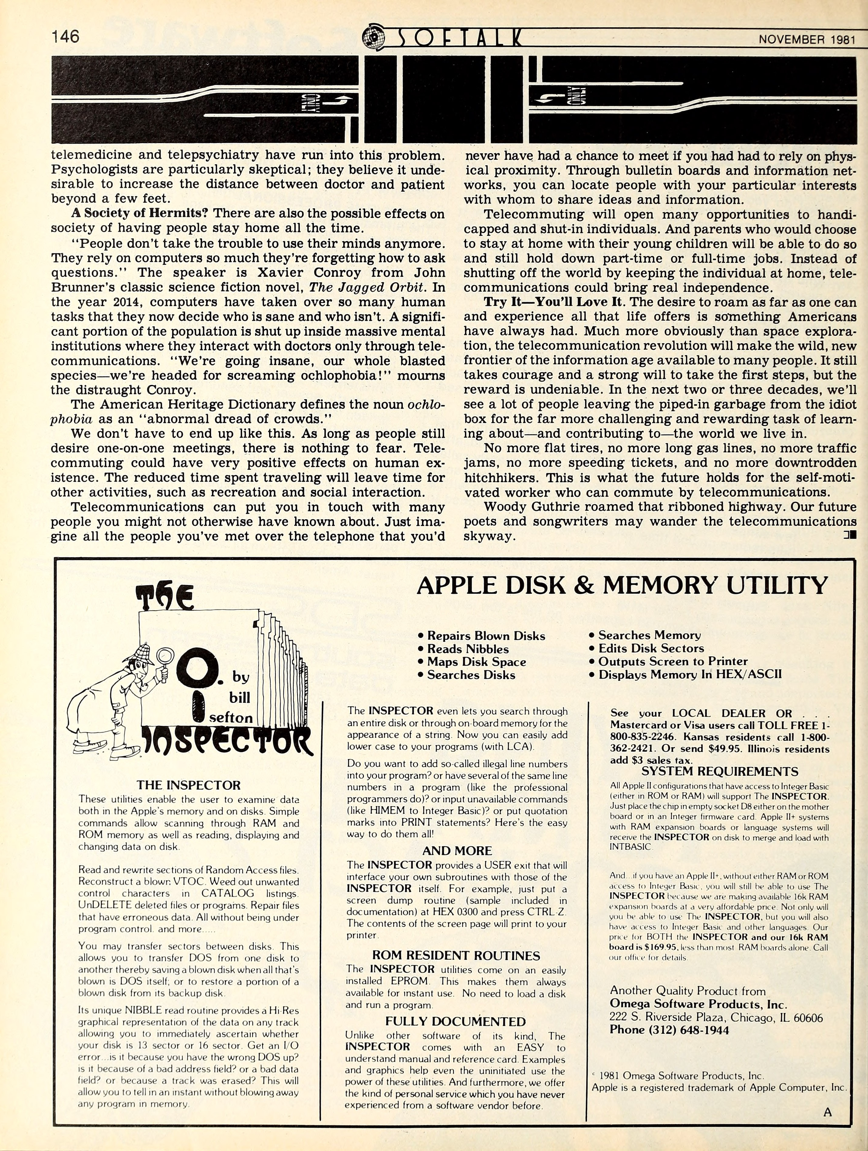 146
SOFTALK
NOVEMBER 1981
ONLY
ONLY
telemedicine and telepsychiatry have run into this problem.
Psychologists are particularly skeptical; they believe it unde-
sirable to increase the distance between doctor and patient
beyond a few feet.
A Society of Hermits? There are also the possible effects on
society of having people stay home all the time.
"People don't take the trouble to use their minds anymore.
They rely on computers so much they're forgetting how to ask
questions." The speaker is Xavier Conroy from John
Brunner's classic science fiction novel, The Jagged Orbit. In
the year 2014, computers have taken over so many human
tasks that they now decide who is sane and who isn't. A signifi-
cant portion of the population is shut up inside massive mental
institutions where they interact with doctors only through tele-
communications. "We're going insane, our whole blasted
species—we're headed for screaming ochlophobia!" mourns
the distraught Conroy.
The American Heritage Dictionary defines the noun ochlo-
phobia as an "abnormal dread of crowds."
We don't have to end up like this. As long as people still
desire one-on-one meetings, there is nothing to fear. Tele-
commuting could have very positive effects on human ex-
istence. The reduced time spent traveling will leave time for
other activities, such as recreation and social interaction.
Telecommunications can put you in touch with many
people you might not otherwise have known about. Just ima-
gine all the people you've met over the telephone that you'd
never have had a chance to meet if you had had to rely on phys-
ical proximity. Through bulletin boards and information net-
works, you can locate people with your particular interests
with whom to share ideas and information.
Telecommuting will open many opportunities to handi-
capped and shut-in individuals. And parents who would choose
to stay at home with their young children will be able to do so
and still hold down part-time or full-time jobs. Instead of
shutting off the world by keeping the individual at home, tele-
communications could bring real independence.
Try It—You'll Love It. The desire to roam as far as one can
and experience all that life offers is something Americans
have always had. Much more obviously than space explora-
tion, the telecommunication revolution will make the wild, new
frontier of the information age available to many people. It still
takes courage and a strong will to take the first steps, but the
reward is undeniable. In the next two or three decades, we'll
see a lot of people leaving the piped-in garbage from the idiot
box for the far more challenging and rewarding task of learn-
ing about—and contributing to—the world we live in.
No more flat tires, no more long gas lines, no more traffic
jams, no more speeding tickets, and no more downtrodden
hitchhikers. This is what the future holds for the self-moti-
vated worker who can commute by telecommunications.
Woody Guthrie roamed that ribboned highway. Our future
poets and songwriters may wander the telecommunications
skyway.
THE
INSPECTOR
by
bill
sefton
APPLE DISK & MEMORY UTILITY
• Repairs Blown Disks
• Reads Nibbles
• Maps Disk Space
• Searches Disks
• Searches Memory
• Edits Disk Sectors
• Outputs Screen to Printer
• Displays Memory In HEX/ASCII
THE INSPECTOR
These utilities enable the user to examine data
both in the Apple's memory and on disks. Simple
commands allow scanning through RAM and
ROM memory as well as reading, displaying and
changing data on disk.
Read and rewrite sections of Random Access files.
Reconstruct a blown VTOC. Weed out unwanted
control characters in CATALOG listings.
UnDELETE deleted files or programs. Repair files
that have erroneous data. All without being under
program control. and more.....
You may transfer sectors between disks. This
allows you to transfer DOS from one disk to
another thereby saving a blown disk when all that's
blown is DOS itself; or to restore a portion of a
blown disk from its backup disk.
Its unique NIBBLE read routine provides a Hi Res
graphical representation of the data on any track
allowing you to immediately ascertain whether
your disk is 13 sector or 16 sector. Get an I/O
error...is it because you have the wrong DOS up?
is it because of a bad address field? or a bad data
field? or because a track was erased? This will
allow you to tell in an instant without blowing away
any program in memory.
The INSPECTOR even lets you search through
an entire disk or through on-board memory for the
appearance of a string. Now you can easily add
lower case to your programs (with LCA).
Do you want to add so-called illegal line numbers
into your program? or have several of the same line
numbers in a program (like the professional
programmers do)? or input unavailable commands
(like HIMEM to Integer Basic)? or put quotation
marks into PRINT statements? Here's the easy
way to do them all!
AND MORE
The INSPECTOR provides a USER exit that will
interface your own subroutines with those of the
INSPECTOR itself. For example, just put a
screen dump routine (sample included in
documentation) at HEX 0300 and press CTRL-Z.
The contents of the screen page will print to your
printer.
ROM RESIDENT ROUTINES
The INSPECTOR utilities come on an easily
installed EPROM. This makes them always
available for instant use. No need to load a disk
and run a program.
FULLY DOCUMENTED
Unlike other software of its kind, The
INSPECTOR comes with an EASY to
understand manual and reference card. Examples
and graphics help even the uninitiated use the
power of these utilities. And furthermore, we offer
the kind of personal service which you have never
experienced from a software vendor before.
See your LOCAL DEALER OR . . .
Mastercard or Visa users call TOLL FREE 1-
800-835-2246. Kansas residents call 1-800-
362-2421. Or send $49.95. Illinois residents
add $3 sales tax.
SYSTEM REQUIREMENTS
All Apple II configurations that have access to Integer Basic
(either in ROM or RAM) will support The INSPECTOR.
Just place the chip in empty socket D8 either on the mother
board or in an Integer firmware card. Apple II+ systems
with RAM expansion boards or language systems will
receive the INSPECTOR on disk to merge and load with
INTBASIC.
And. if you have an Apple II+, without either RAM or ROM
access to Integer Basic, you will still be able to use The
INSPECTOR because we are making available 16k RAM
expansion boards at a very affordable price. Not only will
you be able to use The INSPECTOR, but you will also
have access to Integer Basic and other languages. Our
price for BOTH the INSPECTOR and our 16k RAM
board is $169.95, less than most RAM boards alone. Call
our office for details.
Another Quality Product from
Omega Software Products, Inc.
222 S. Riverside Plaza, Chicago, IL 60606
Phone (312) 648-1944
© 1981 Omega Software Products, Inc.
Apple is a registered trademark of Apple Computer, Inc.
A